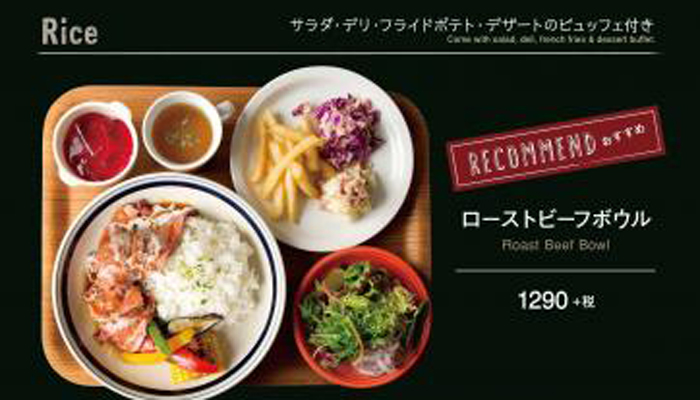 Rice
サラダ・デリ・フライドポテト・デザートのビュッフェ付き
Come with salad, deli, french fries & dessert buffet.
RECOMMEND おすすめ
ローストビーフボウル
Roast Beef Bowl
1290 +税